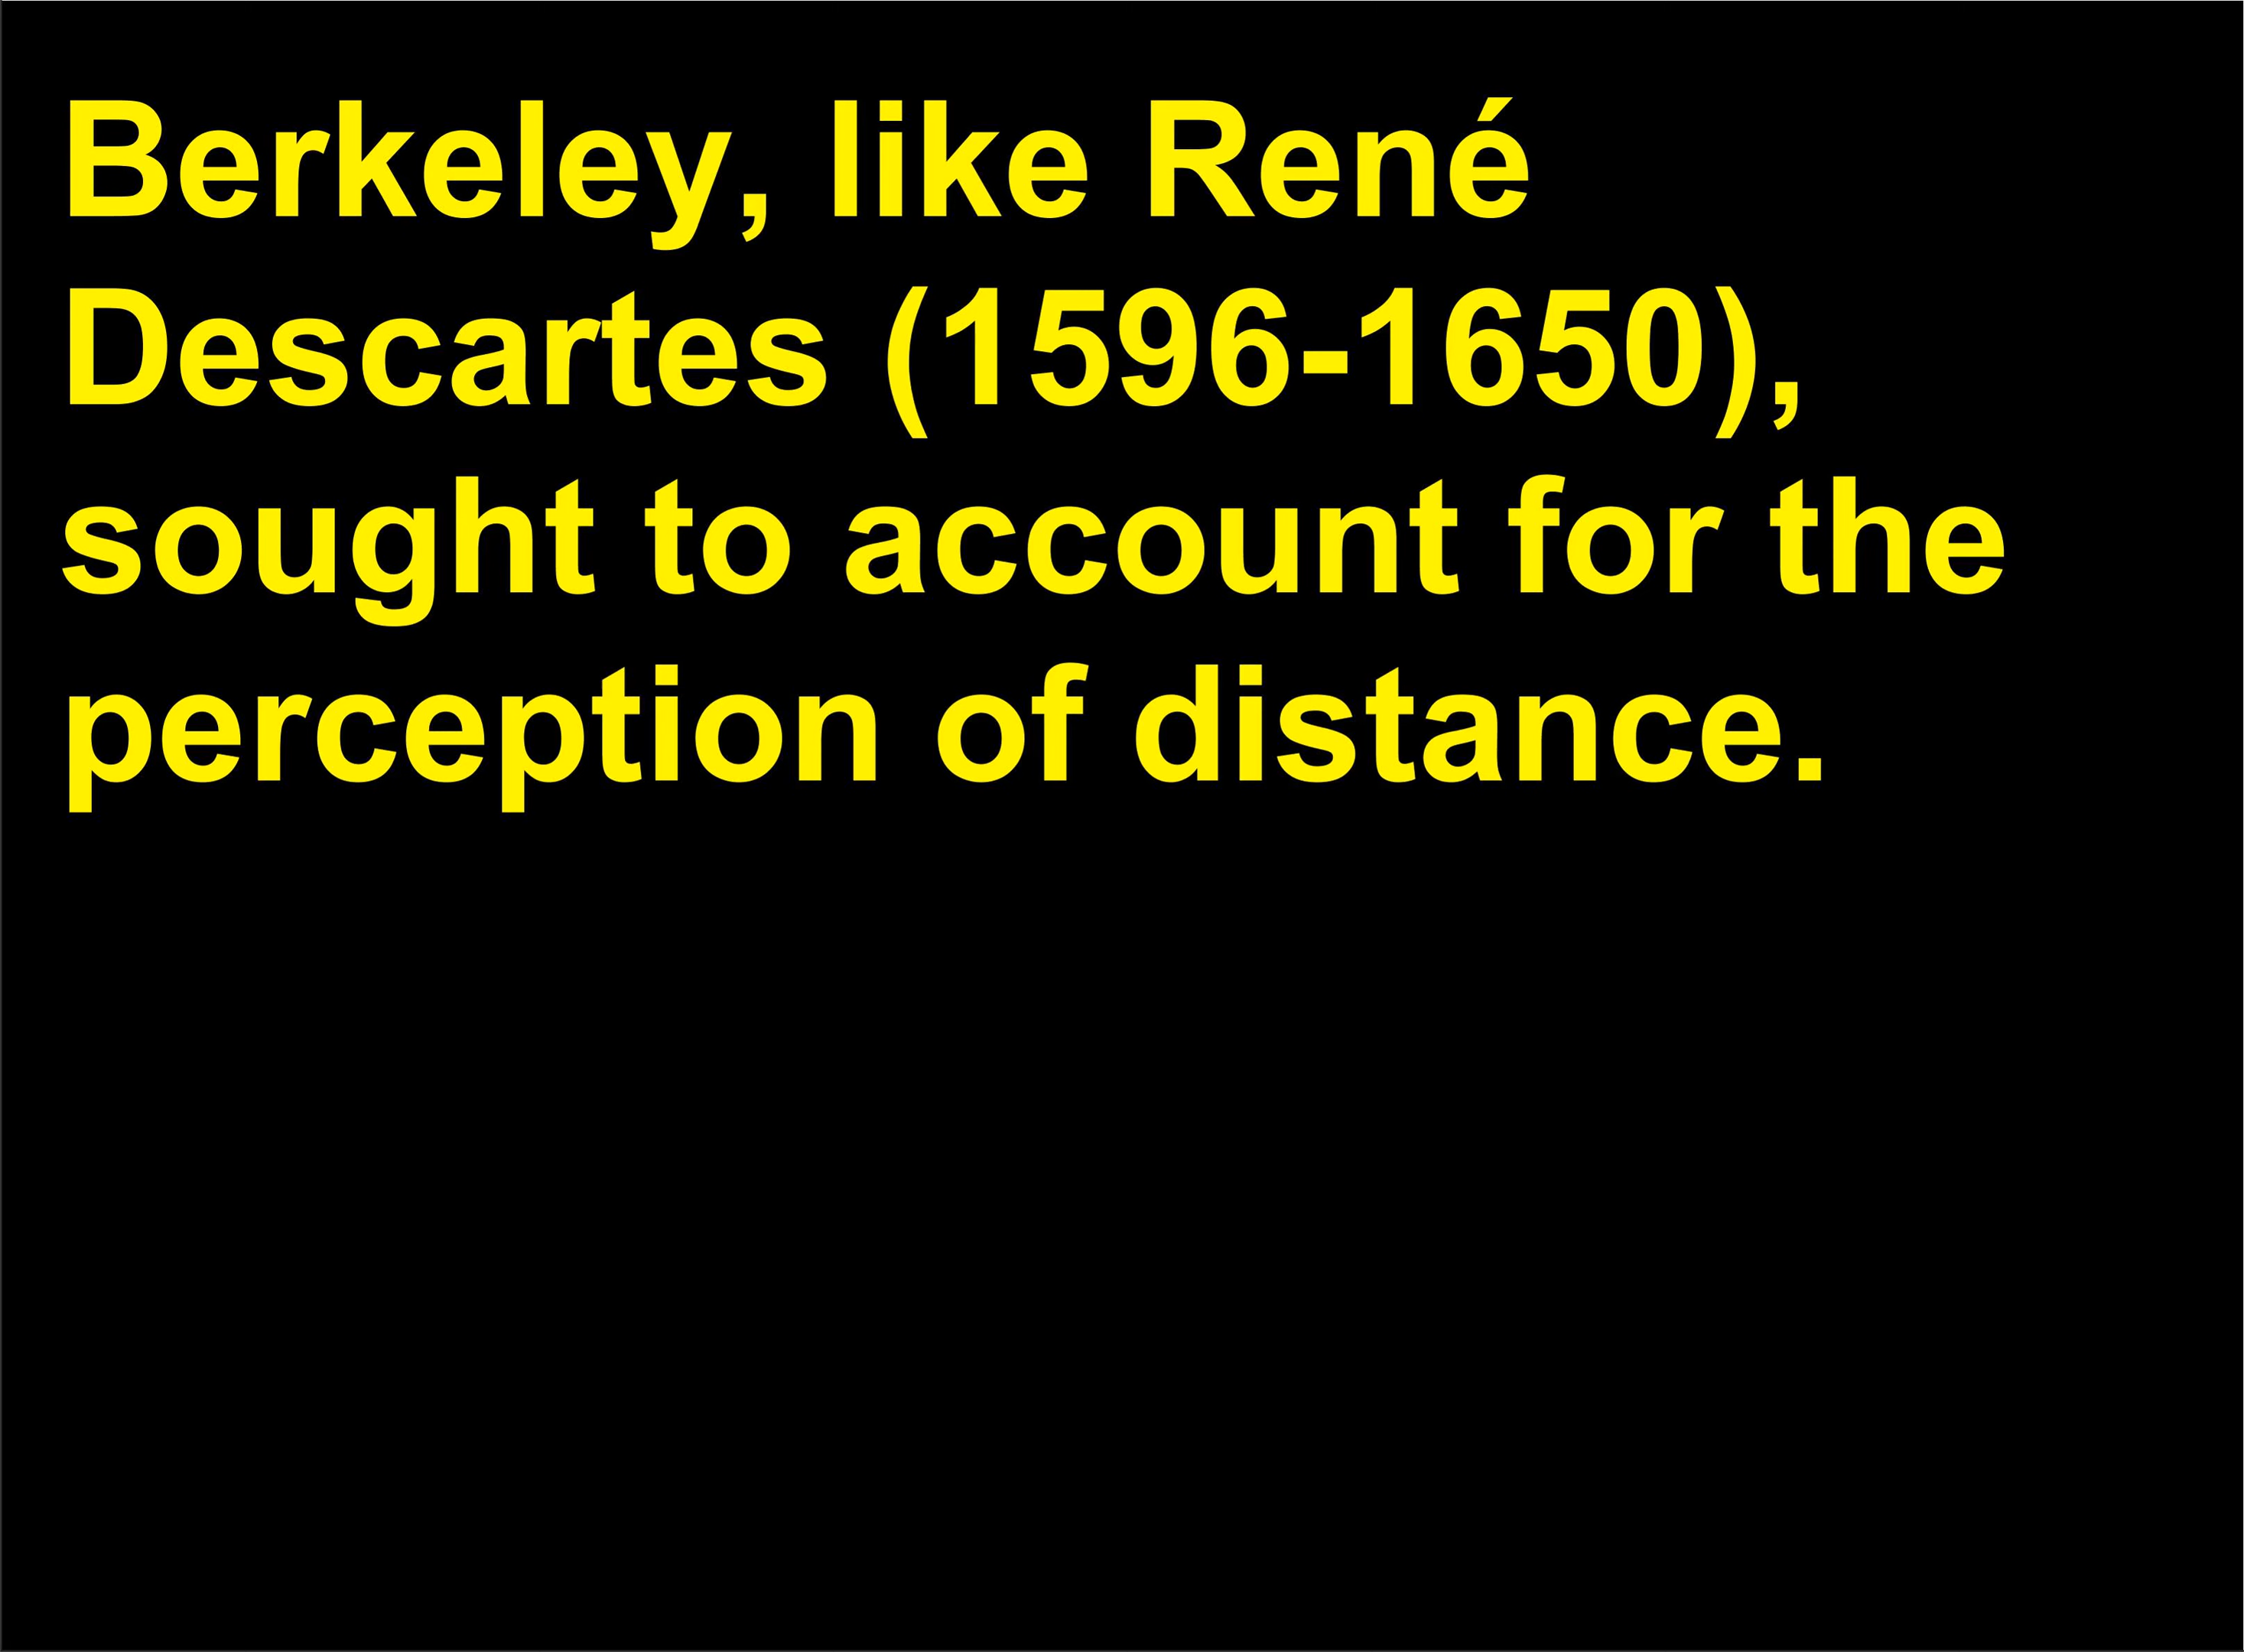 Berkeley, like René
Descartes (1596-1650),
sought to account for the
perception of distance.